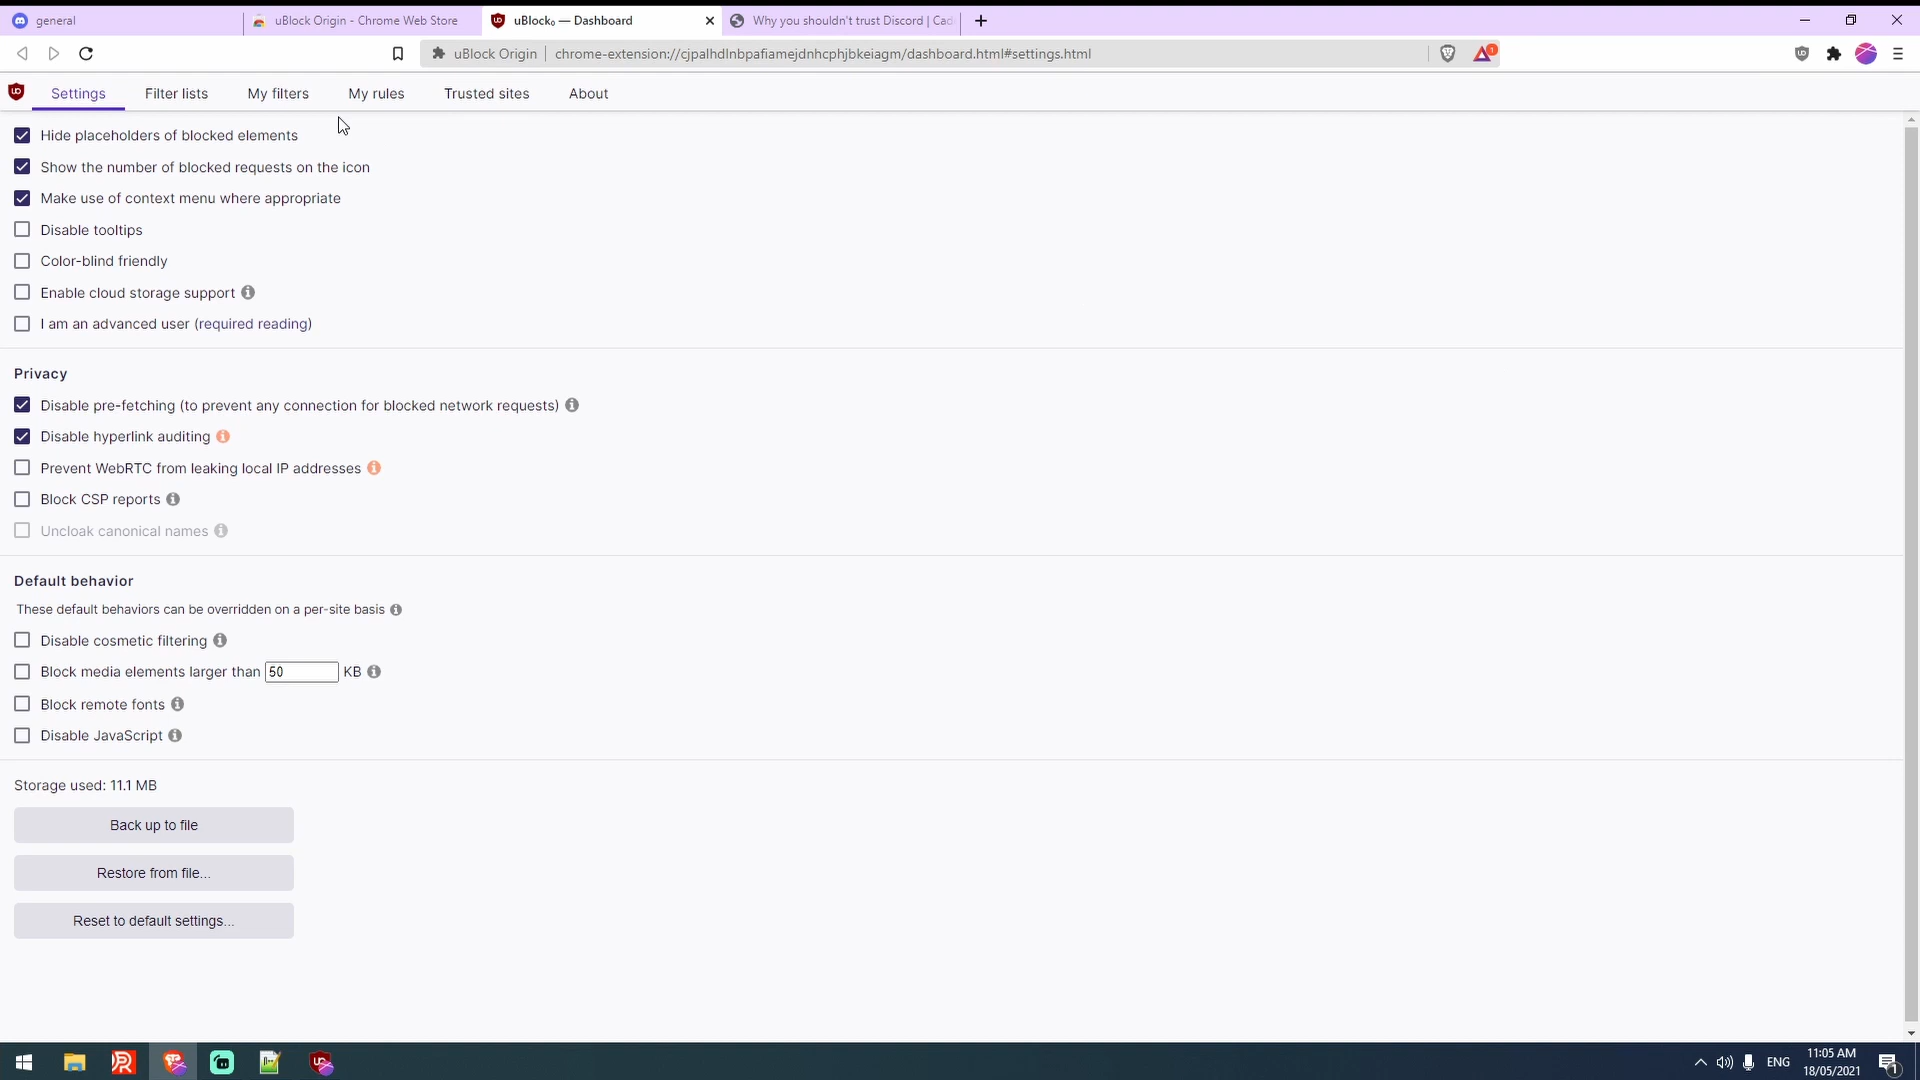 general
uBlock Origin - Chrome Web Store
uBlock₀ — Dashboard
Why you shouldn't trust Discord | Cad
uBlock Origin
chrome-extension://cjpalhdlnbpafiamejdnhcphjbkeiagm/dashboard.html#settings.html
1
Settings
Filter lists
My filters
My rules
Trusted sites
About
Hide placeholders of blocked elements
Show the number of blocked requests on the icon
Make use of context menu where appropriate
Disable tooltips
Color-blind friendly
Enable cloud storage support
I am an advanced user (required reading)
Privacy
Disable pre-fetching (to prevent any connection for blocked network requests)
Disable hyperlink auditing
Prevent WebRTC from leaking local IP addresses
Block CSP reports
Uncloak canonical names
Default behavior
These default behaviors can be overridden on a per-site basis
Disable cosmetic filtering
Block media elements larger than 50 KB
Block remote fonts
Disable JavaScript
Storage used: 11.1 MB
Back up to file
Restore from file...
Reset to default settings...
ENG
11:05 AM
18/05/2021
1